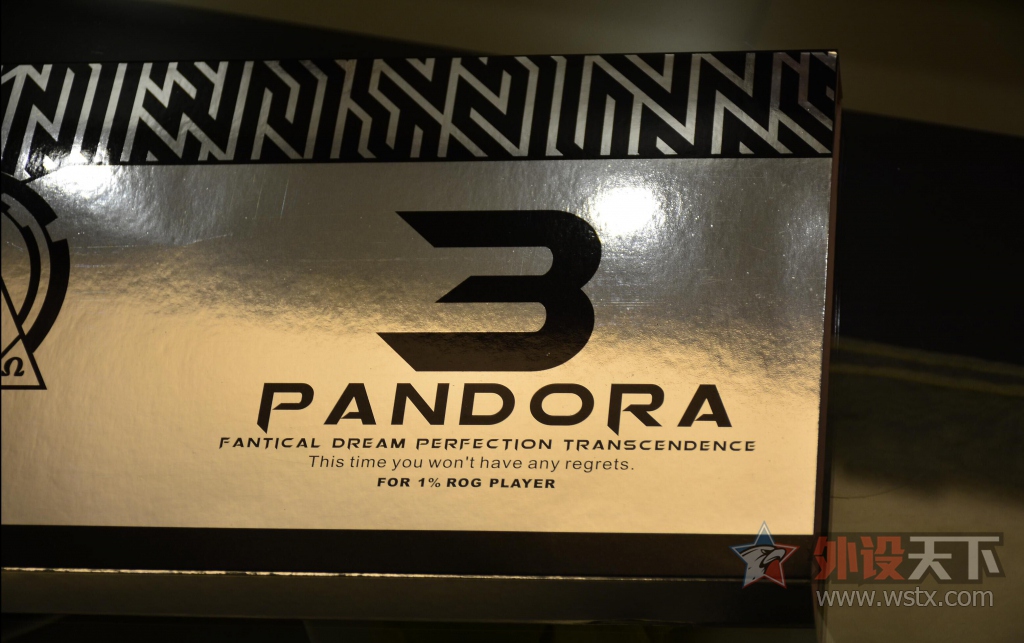 3
PANDORA
FANTICAL DREAM PERFECTION TRANSCENDENCE
This time you won't have any regrets.
FOR 1% ROG PLAYER
Ω
外设天下
www.wstx.com